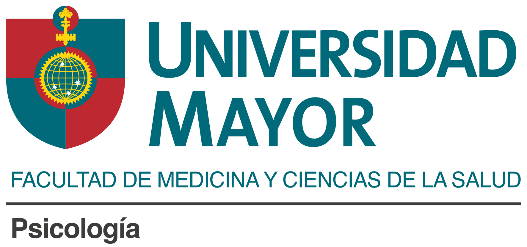 UNIVERSIDAD
MAYOR
FACULTAD DE MEDICINA Y CIENCIAS DE LA SALUD
Psicología